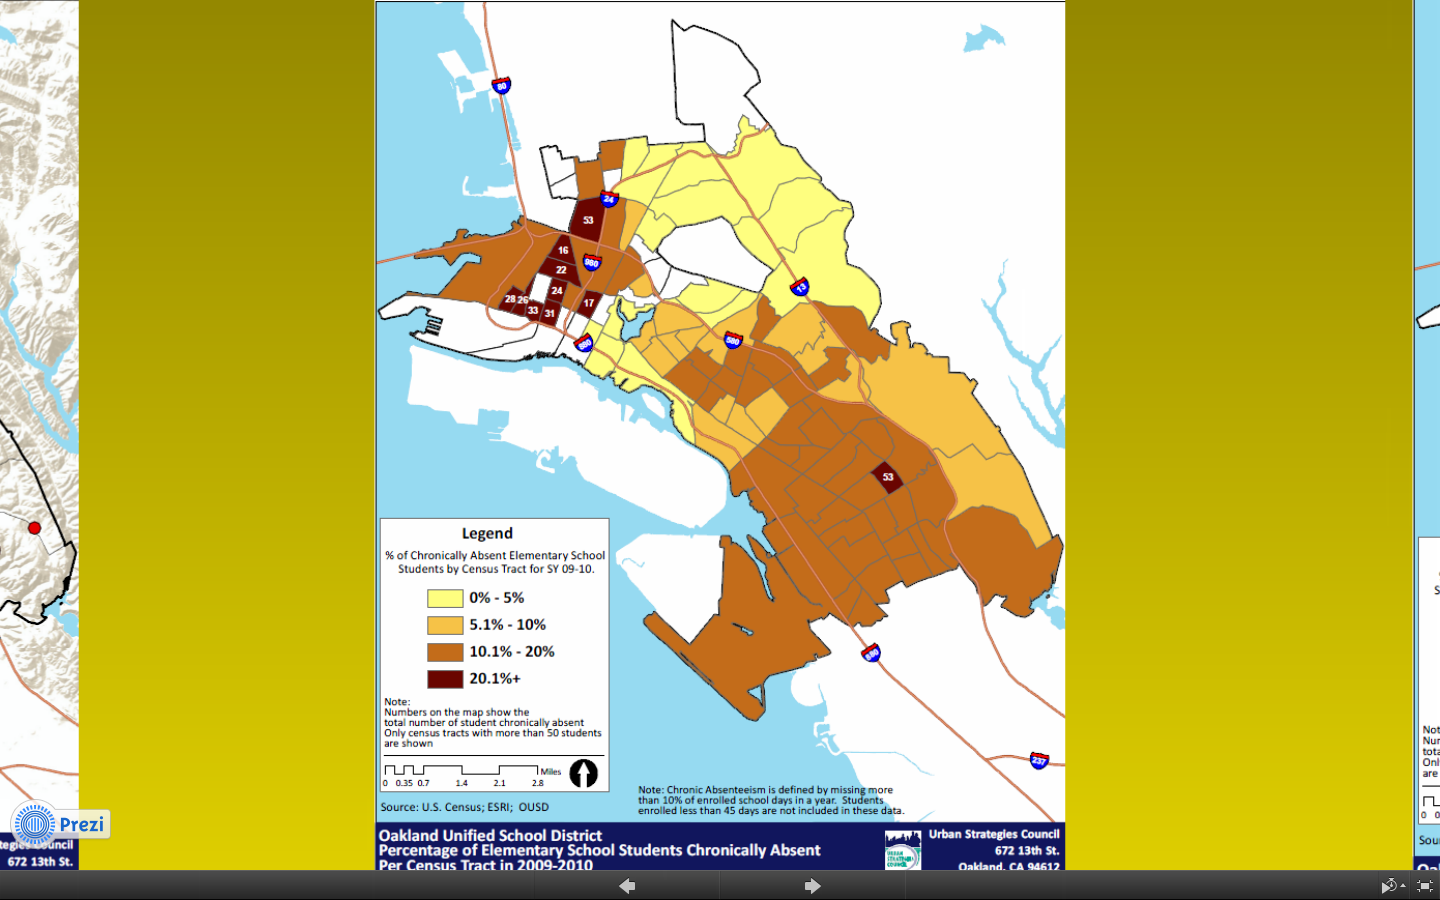 80
24
53
16
980
22
24
28
26
17
33
31
13
880
580
53
Legend
% of Chronically Absent Elementary School
Students by Census Tract for SY 09-10.
0% - 5%
5.1% - 10%
10.1% - 20%
20.1%+
Note:
Numbers on the map show the
total number of student chronically absent
Only census tracts with more than 50 students
are shown
0 0.35 0.7 1.4 2.1 2.8 Miles
880
237
Note: Chronic Absenteeism is defined by missing more
than 10% of enrolled school days in a year. Students
enrolled less than 45 days are not included in these data.
Source: U.S. Census; ESRI; OUSD
Oakland Unified School District
Percentage of Elementary School Students Chronically Absent
Per Census Tract in 2009-2010
URBAN
STRATEGIES
COUNCIL
Urban Strategies Council
672 13th St.
Oakland, CA 94612
Prezi
Council
672 13th St.